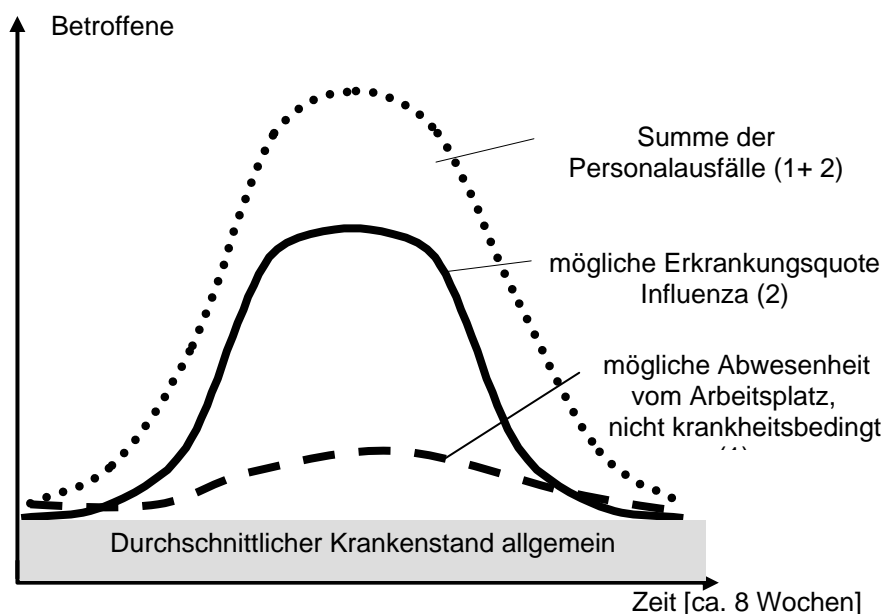 Betroffene
Summe der
Personalausfälle (1+ 2)
mögliche Erkrankungsquote
Influenza (2)
mögliche Abwesenheit
vom Arbeitsplatz,
nicht krankheitsbedingt
Durchschnittlicher Krankenstand allgemein
Zeit [ca. 8 Wochen]